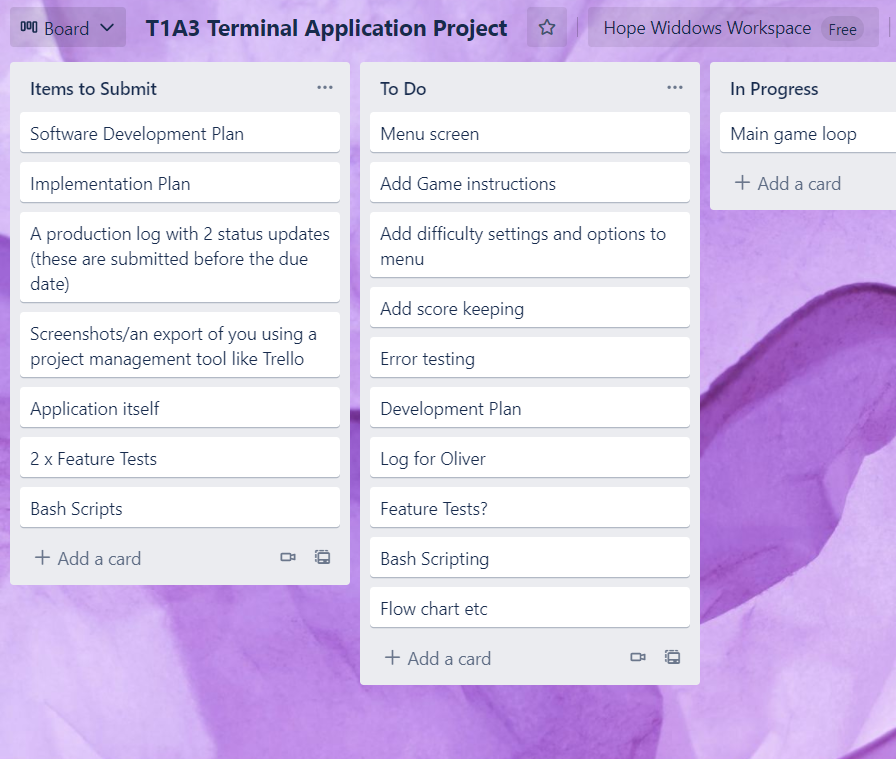 Board
T1A3 Terminal Application Project
Hope Widdows Workspace
Free
Items to Submit
Software Development Plan
Implementation Plan
A production log with 2 status updates
(these are submitted before the due
date)
Screenshots/an export of you using a
project management tool like Trello
Application itself
2 x Feature Tests
Bash Scripts
+ Add a card
To Do
Menu screen
Add Game instructions
Add difficulty settings and options to
menu
Add score keeping
Error testing
Development Plan
Log for Oliver
Feature Tests?
Bash Scripting
Flow chart etc
+ Add a card
In Progress
Main game loop
+ Add a card